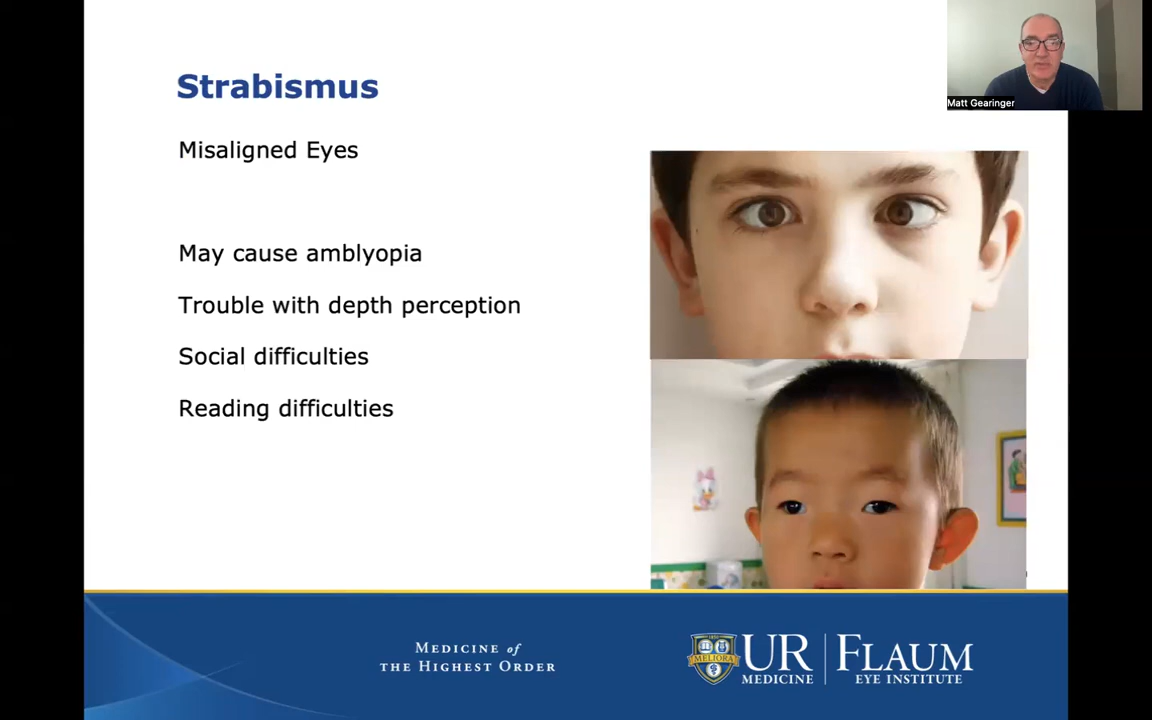 Strabismus
Matt Gearinger
Misaligned Eyes
May cause amblyopia
Trouble with depth perception
Social difficulties
Reading difficulties
MEDICINE of
THE HIGHEST ORDER
MELIORA
UR
MEDICINE
FLAUM
EYE INSTITUTE